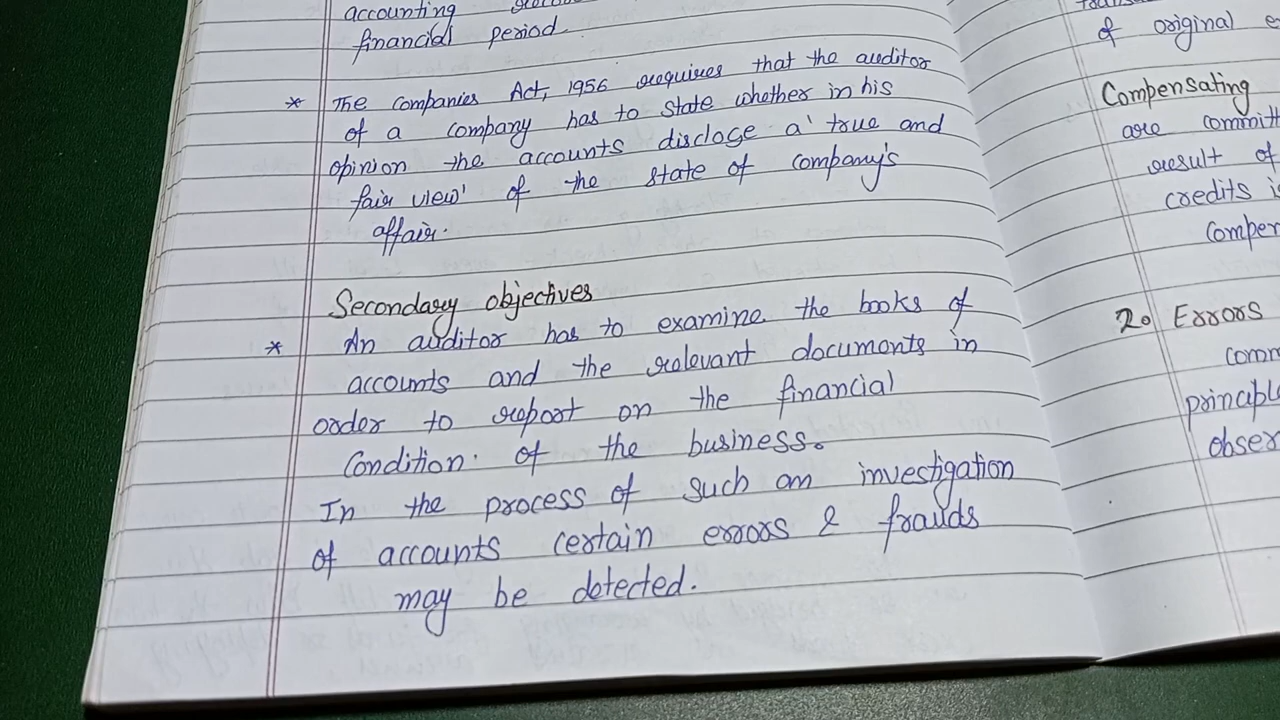 accounting
financial period.
* The Companies Act, 1956 requires that the auditor
of a company has to state whether in his
opinion the accounts disclose a 'true and
fair view' of the state of company's
affair.
Secondary objectives
* An auditor has to examine the books of
accounts and the relevant documents in
order to report on the financial
Condition of the business.
In the process of such an investigation
of accounts certain errors & frauds
may be detected.
of original
Compensating
are committ
result of
credits
Compen
2. Errors
comm
principle
obser